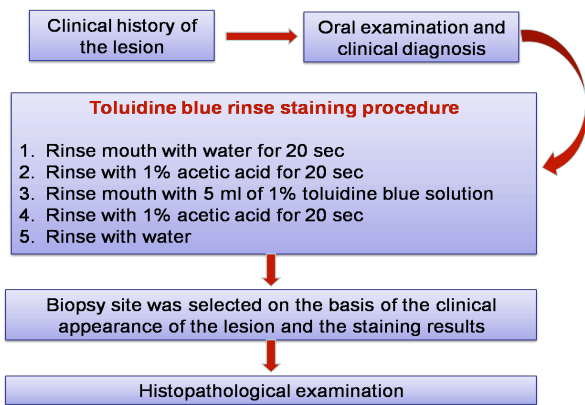 Clinical history of
the lesion
Oral examination and
clinical diagnosis
Toluidine blue rinse staining procedure
1. Rinse mouth with water for 20 sec
2. Rinse with 1% acetic acid for 20 sec
3. Rinse mouth with 5 ml of 1% toluidine blue solution
4. Rinse with 1% acetic acid for 20 sec
5. Rinse with water
Biopsy site was selected on the basis of the clinical
appearance of the lesion and the staining results
Histopathological examination